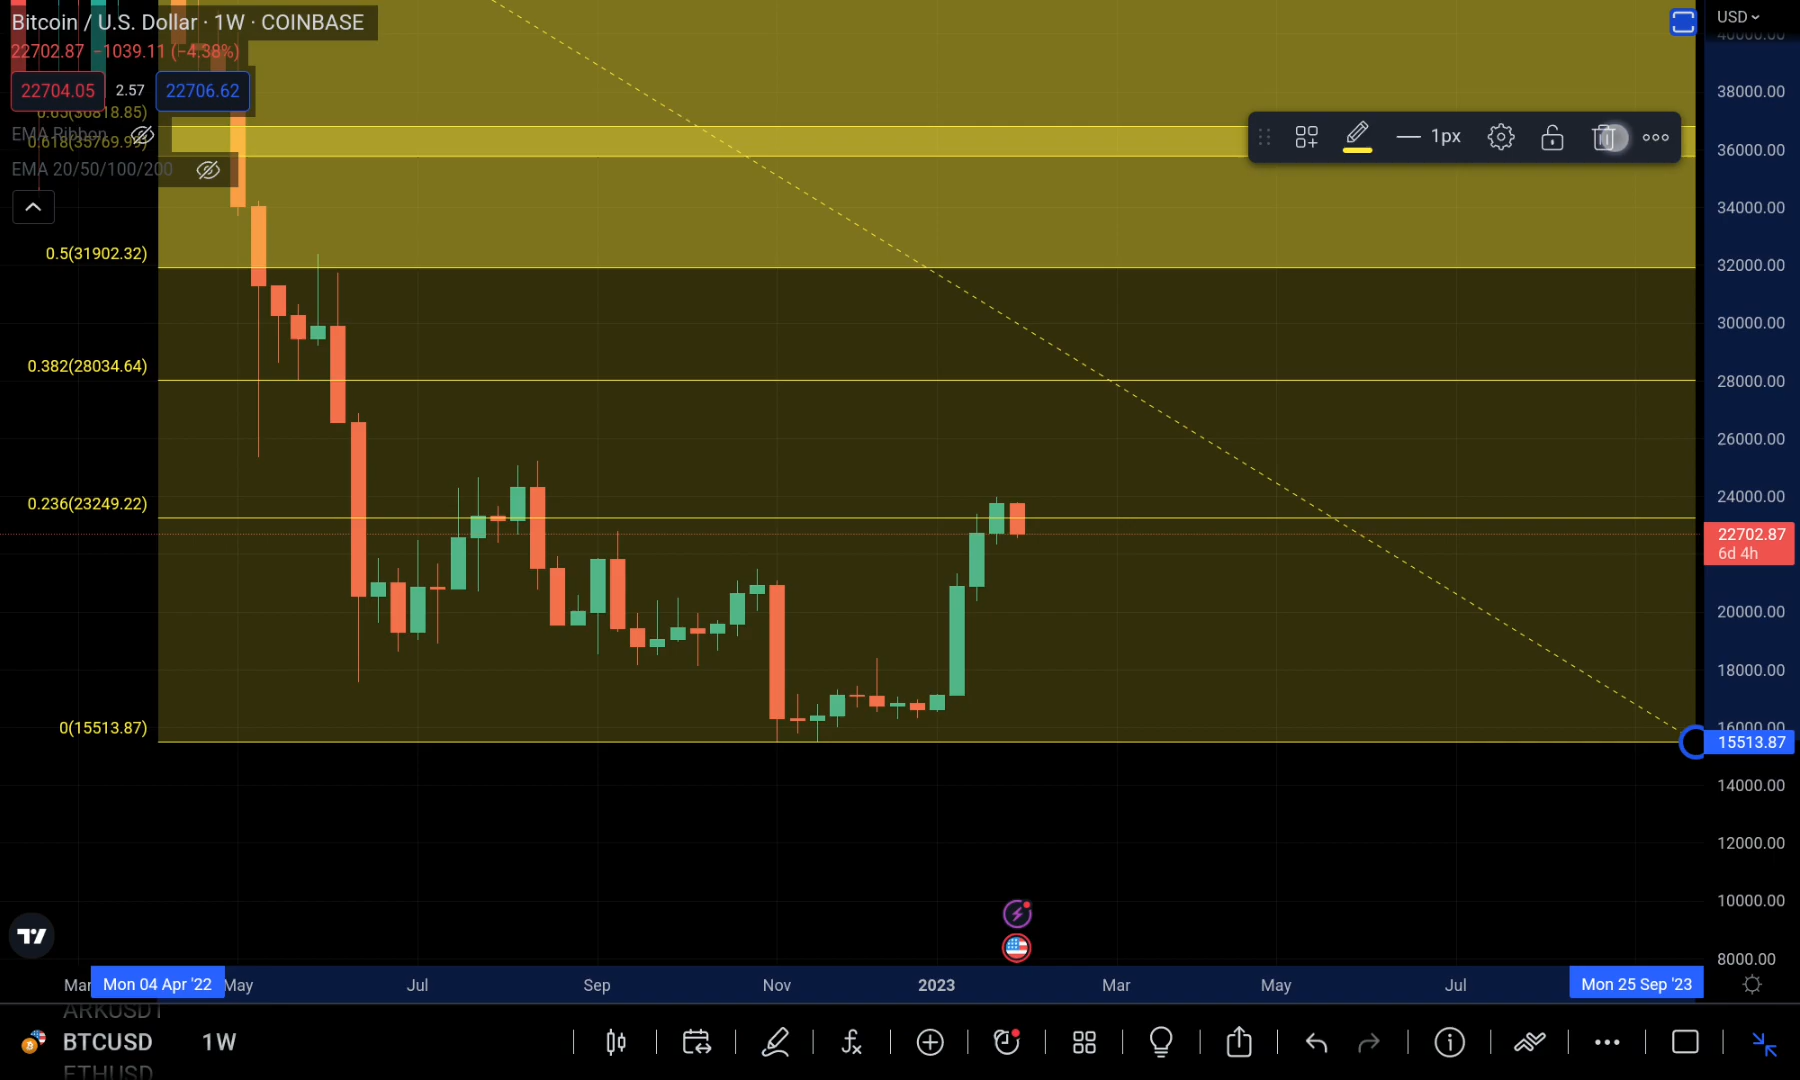 Bitcoin / U.S. Dollar · 1W · COINBASE
22702.87 −1039.11 (−4.38%)
22704.05 2.57 22706.62
0.65(36818.85)
EMA Ribbon
0.618(35769.99)
EMA 20/50/100/200
0.5(31902.32)
0.382(28034.64)
0.236(23249.22)
0(15513.87)
USD
40000.00
38000.00
36000.00
34000.00
32000.00
30000.00
28000.00
26000.00
24000.00
22702.87
6d 4h
20000.00
18000.00
16000.00
15513.87
14000.00
12000.00
10000.00
8000.00
1px
Mar Mon 04 Apr '22 May Jul Sep Nov 2023 Mar May Jul Mon 25 Sep '23
ARKUSDT
BTCUSD 1W
ETHUSD